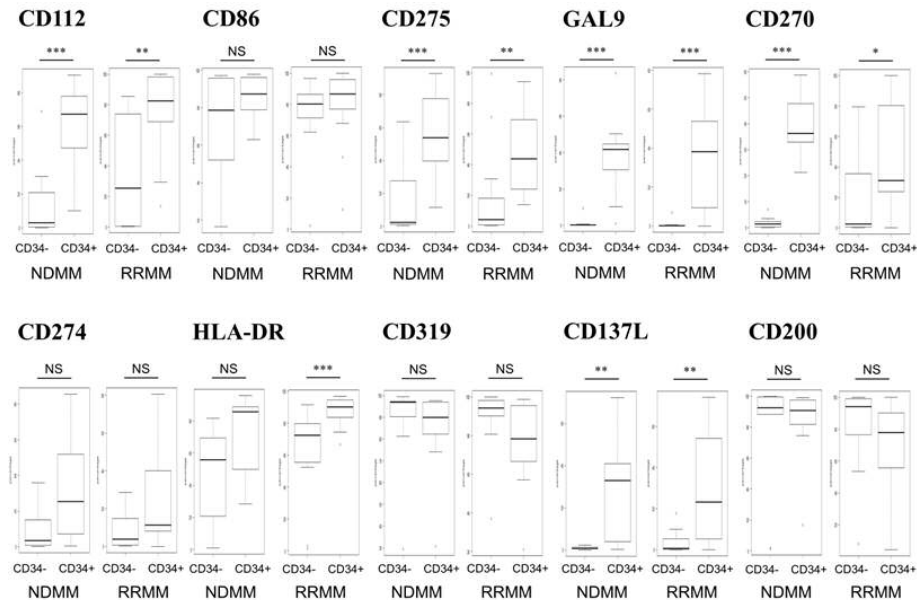 CD112 CD86 CD275 GAL9 CD270
*** ** NS NS *** ** *** *** *** *
CD34- CD34+ CD34- CD34+ CD34- CD34+ CD34- CD34+ CD34- CD34+ CD34- CD34+ CD34- CD34+ CD34- CD34+ CD34- CD34+ CD34- CD34+
NDMM RRMM NDMM RRMM NDMM RRMM NDMM RRMM NDMM RRMM
CD274 HLA-DR CD319 CD137L CD200
NS NS NS *** NS NS ** ** NS NS
CD34- CD34+ CD34- CD34+ CD34- CD34+ CD34- CD34+ CD34- CD34+ CD34- CD34+ CD34- CD34+ CD34- CD34+ CD34- CD34+ CD34- CD34+
NDMM RRMM NDMM RRMM NDMM RRMM NDMM RRMM NDMM RRMM